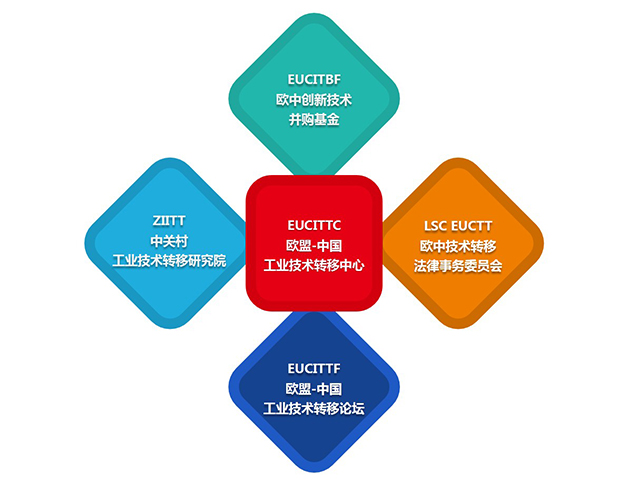 EUCITBF
欧中创新技术
并购基金
ZIITT
中关村
工业技术转移研究院
EUCITTC
欧盟-中国
工业技术转移中心
LSC EUCTT
欧中技术转移
法律事务委员会
EUCITTF
欧盟-中国
工业技术转移论坛